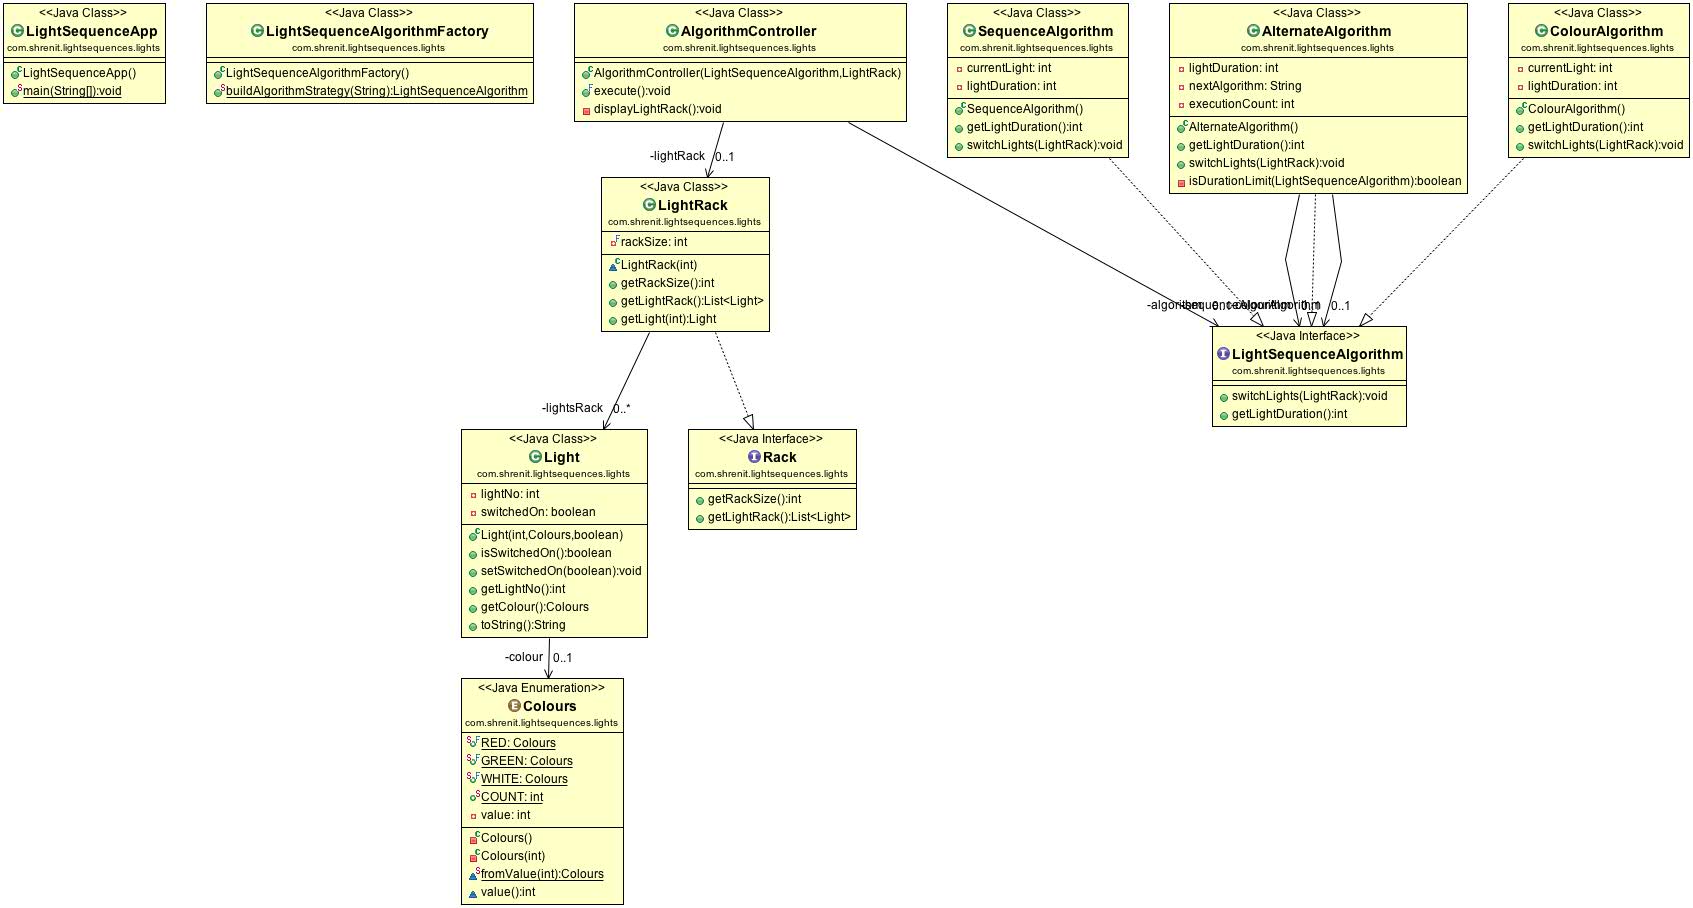 <<Java Class>>
LightSequenceApp
com.shrenit.lightsequences.lights
LightSequenceApp()
main(String[]):void
<<Java Class>>
LightSequenceAlgorithmFactory
com.shrenit.lightsequences.lights
LightSequenceAlgorithmFactory()
buildAlgorithmStrategy(String):LightSequenceAlgorithm
<<Java Class>>
AlgorithmController
com.shrenit.lightsequences.lights
AlgorithmController(LightSequenceAlgorithm,LightRack)
execute():void
displayLightRack():void
<<Java Class>>
SequenceAlgorithm
com.shrenit.lightsequences.lights
currentLight: int
lightDuration: int
SequenceAlgorithm()
getLightDuration():int
switchLights(LightRack):void
<<Java Class>>
AlternateAlgorithm
com.shrenit.lightsequences.lights
lightDuration: int
nextAlgorithm: String
executionCount: int
AlternateAlgorithm()
getLightDuration():int
switchLights(LightRack):void
isDurationLimit(LightSequenceAlgorithm):boolean
<<Java Class>>
ColourAlgorithm
com.shrenit.lightsequences.lights
currentLight: int
lightDuration: int
ColourAlgorithm()
getLightDuration():int
switchLights(LightRack):void
-lightRack 0..1
<<Java Class>>
LightRack
com.shrenit.lightsequences.lights
rackSize: int
LightRack(int)
getRackSize():int
getLightRack():List<Light>
getLight(int):Light
0..1
<<Java Interface>>
LightSequenceAlgorithm
com.shrenit.lightsequences.lights
switchLights(LightRack):void
getLightDuration():int
-lightsRack 0..*
<<Java Class>>
Light
com.shrenit.lightsequences.lights
lightNo: int
switchedOn: boolean
Light(int,Colours,boolean)
isSwitchedOn():boolean
setSwitchedOn(boolean):void
getLightNo():int
getColour():Colours
toString():String
<<Java Interface>>
Rack
com.shrenit.lightsequences.lights
getRackSize():int
getLightRack():List<Light>
-colour 0..1
<<Java Enumeration>>
Colours
com.shrenit.lightsequences.lights
RED: Colours
GREEN: Colours
WHITE: Colours
COUNT: int
value: int
Colours()
Colours(int)
fromValue(int):Colours
value():int